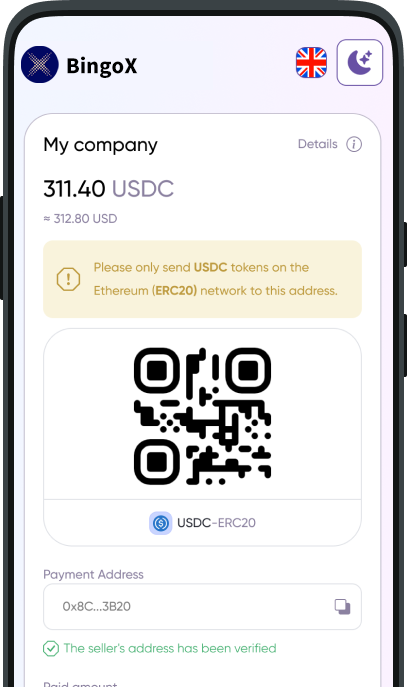 BingoX
My company
Details
311.40 USDC
≈ 312.80 USD
Please only send USDC tokens on the
Ethereum (ERC20) network to this address.
USDC-ERC20
Payment Address
0x8C...3B20
The seller's address has been verified
Paid amount